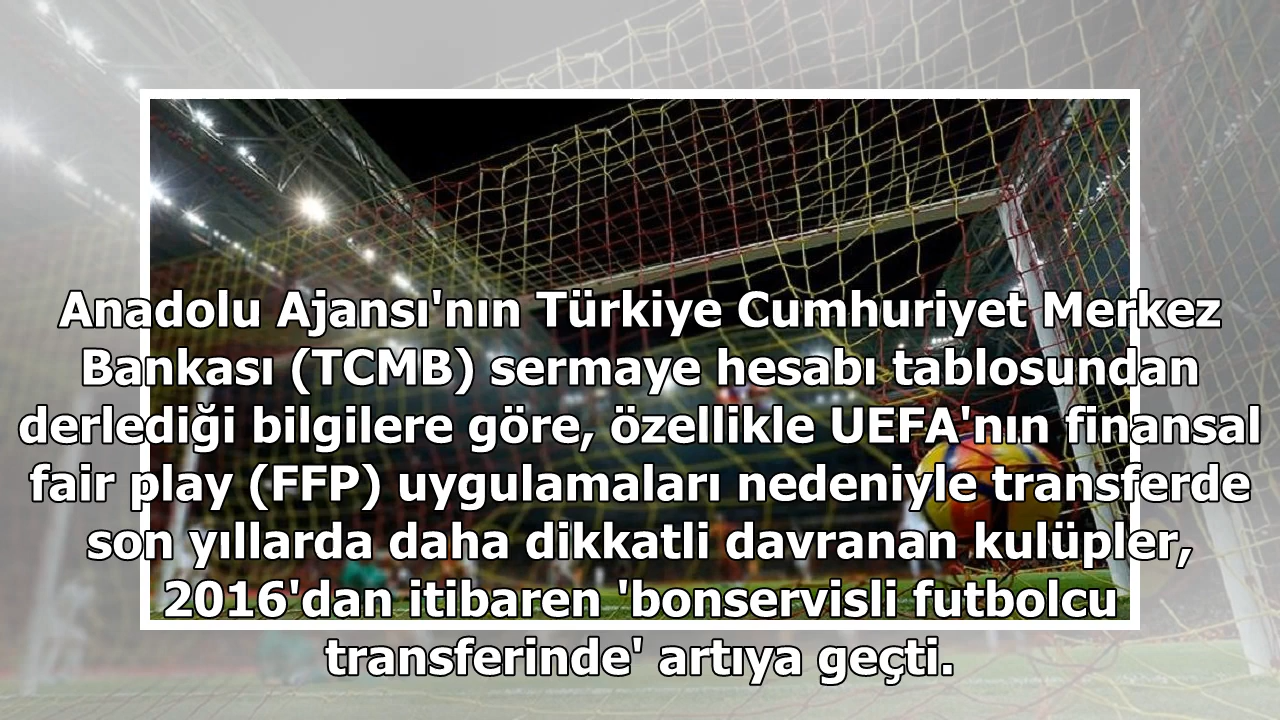 Anadolu Ajansı'nın Türkiye Cumhuriyet Merkez
Bankası (TCMB) sermaye hesabı tablosundan
derlediği bilgilere göre, özellikle UEFA'nın finansal
fair play (FFP) uygulamaları nedeniyle transferde
son yıllarda daha dikkatli davranan kulüpler,
2016'dan itibaren 'bonservisli futbolcu
transferinde' artıya geçti.